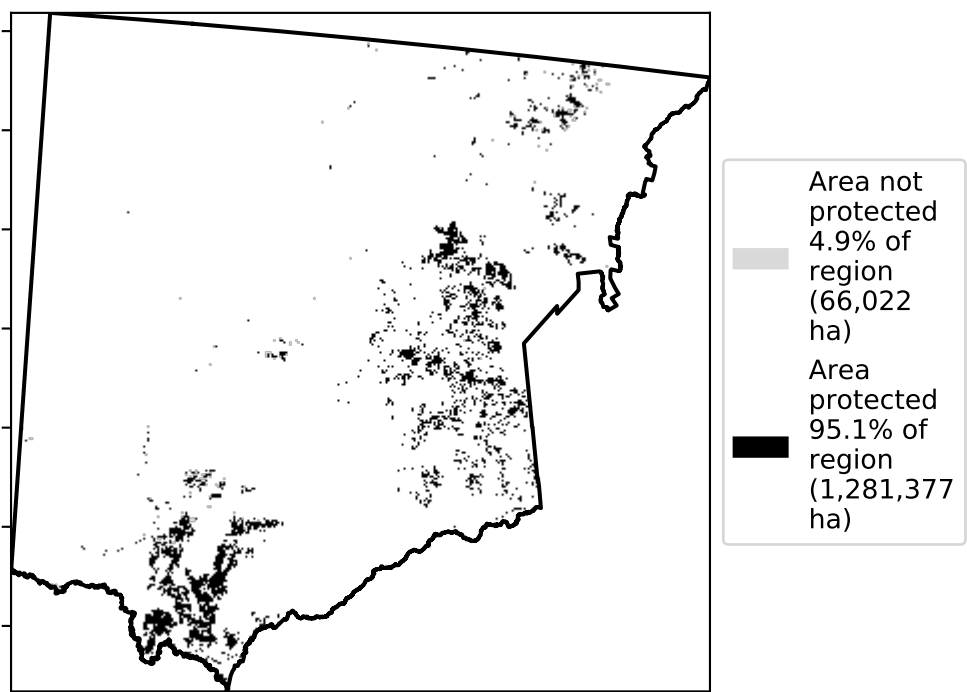 Area not
protected
4.9% of
region
(66,022
ha)
Area
protected
95.1% of
region
(1,281,377
ha)